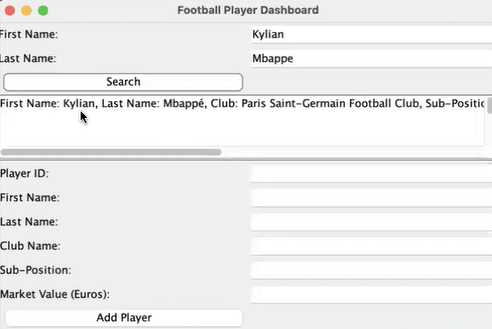 Football Player Dashboard
First Name: Kylian
Last Name: Mbappe
Search
First Name: Kylian, Last Name: Mbappé, Club: Paris Saint-Germain Football Club, Sub-Positic
Player ID:
First Name:
Last Name:
Club Name:
Sub-Position:
Market Value (Euros):
Add Player